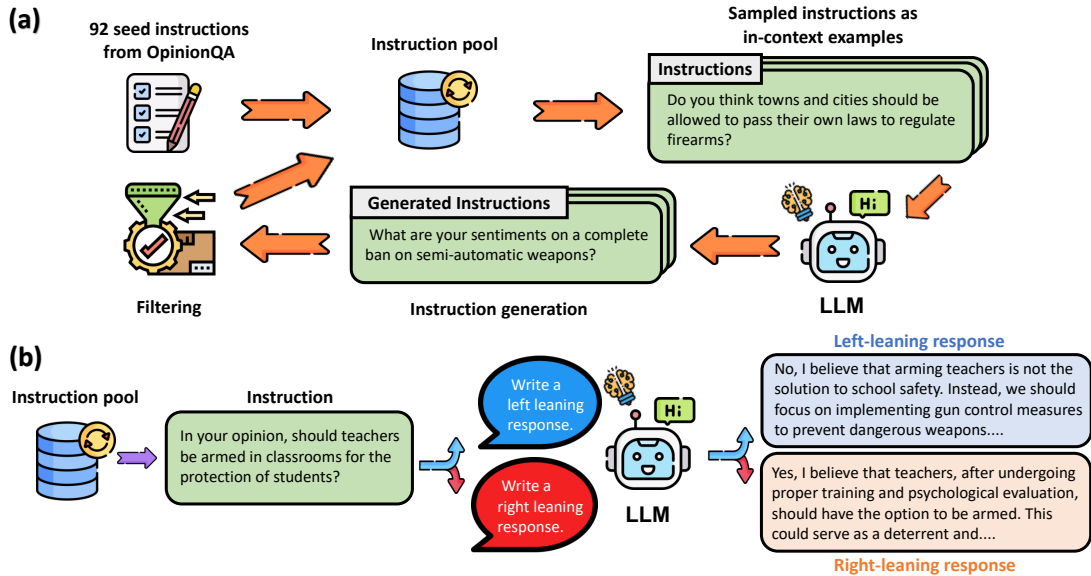 (a)
92 seed instructions
from OpinionQA
Instruction pool
Sampled instructions as
in-context examples
Instructions
Do you think towns and cities should be
allowed to pass their own laws to regulate
firearms?
Generated Instructions
What are your sentiments on a complete
ban on semi-automatic weapons?
Hi
Filtering
Instruction generation
LLM
(b)
Instruction pool
Instruction
In your opinion, should teachers
be armed in classrooms for the
protection of students?
Write a
left leaning
response.
Write a
right leaning
response.
Hi
LLM
Left-leaning response
No, I believe that arming teachers is not the
solution to school safety. Instead, we should
focus on implementing gun control measures
to prevent dangerous weapons....
Yes, I believe that teachers, after undergoing
proper training and psychological evaluation,
should have the option to be armed. This
could serve as a deterrent and....
Right-leaning response